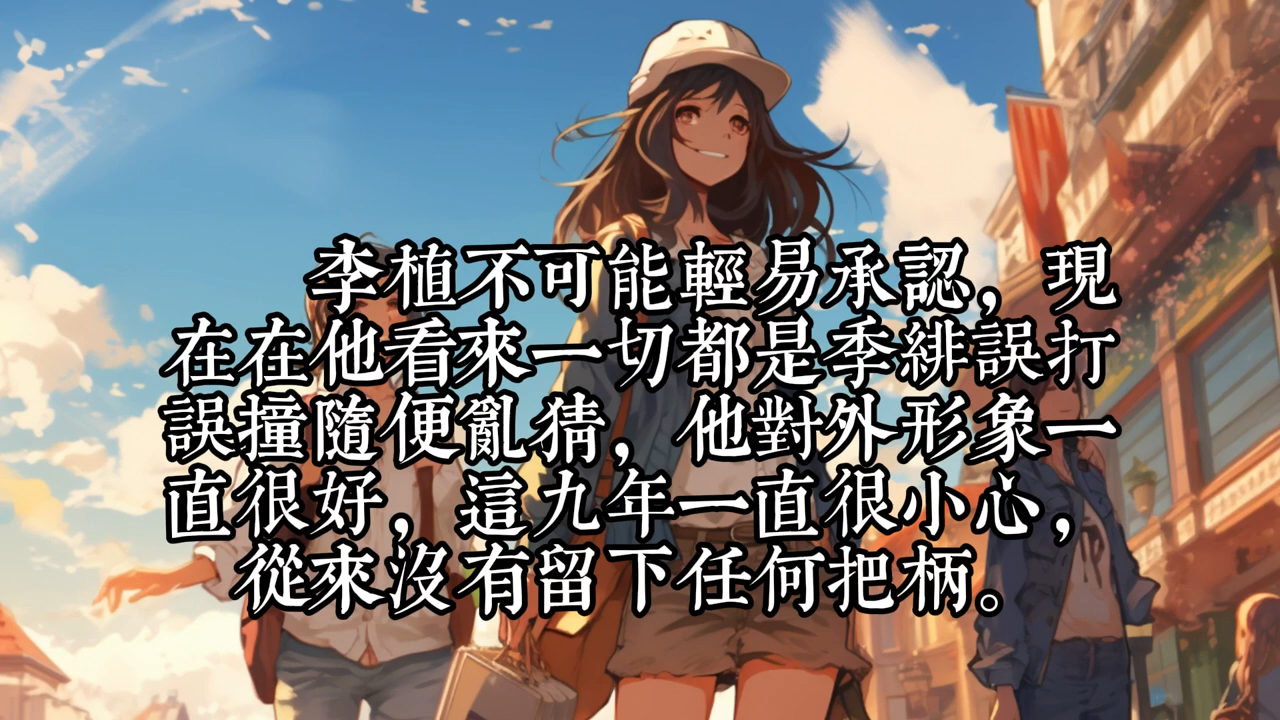 李植不可能輕易承認，現
在在他看來一切都是季緋誤打
誤撞隨便亂猜，他對外形象一
直很好，這九年一直很小心，
從來沒有留下任何把柄。